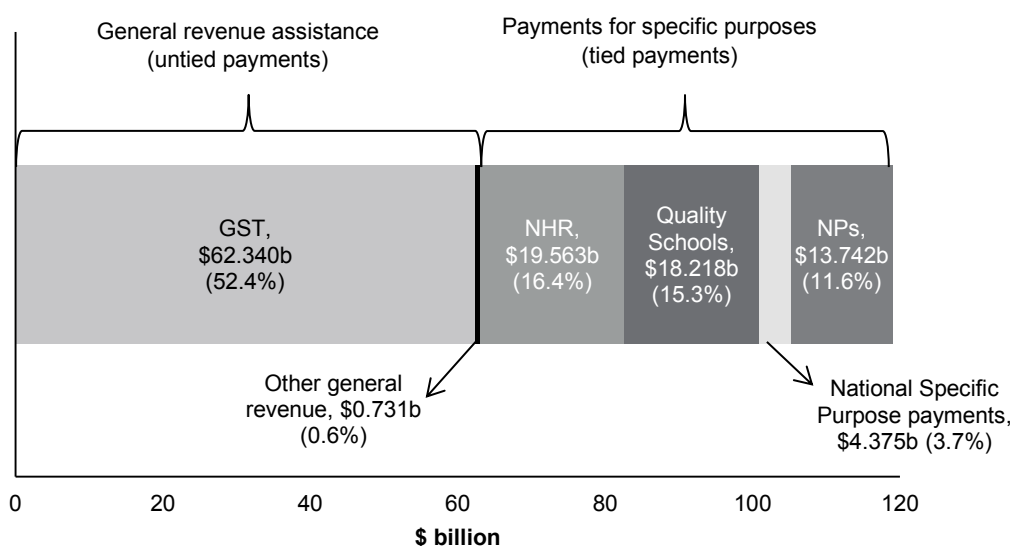 General revenue assistance
(untied payments)
Payments for specific purposes
(tied payments)
GST,
$62.340b
(52.4%)
NHR,
$19.563b
(16.4%)
Quality
Schools,
$18.218b
(15.3%)
NPs,
$13.742b
(11.6%)
Other general
revenue, $0.731b
(0.6%)
National Specific
Purpose payments,
$4.375b (3.7%)
0 20 40 60 80 100 120
$ billion